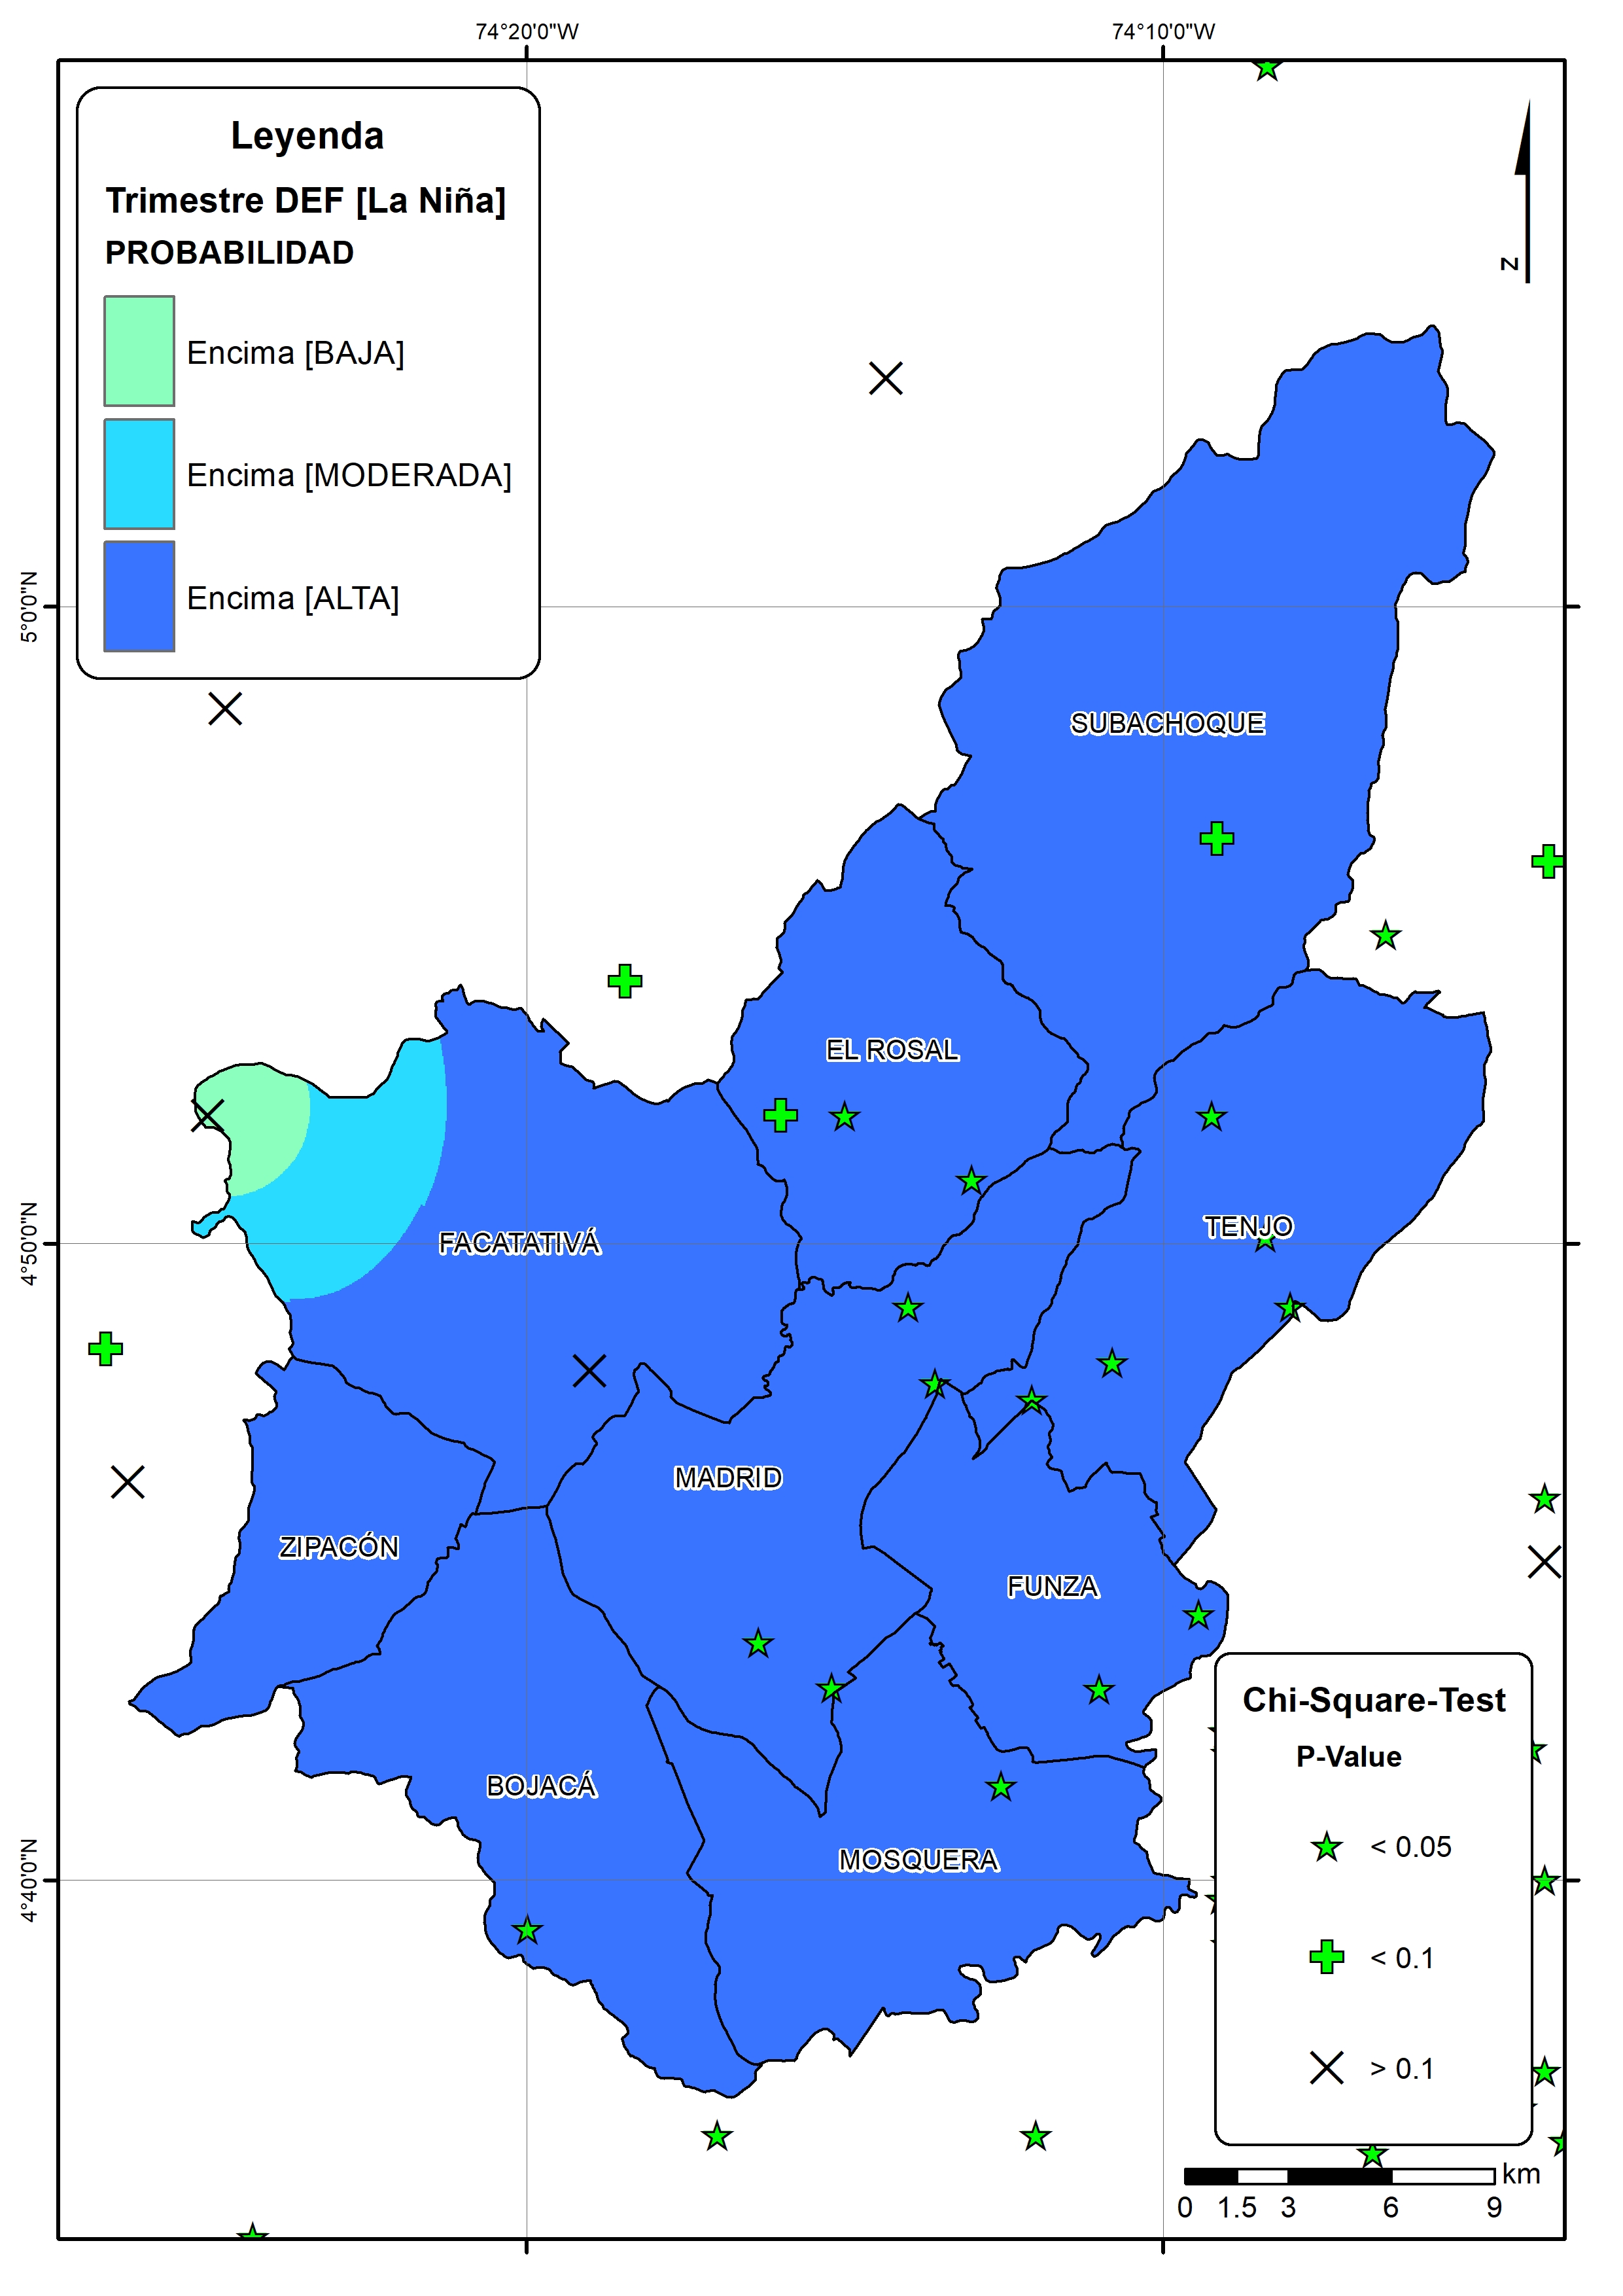 74°20'0"W
74°10'0"W
Leyenda
Trimestre DEF [La Niña]
PROBABILIDAD
Encima [BAJA]
Encima [MODERADA]
Encima [ALTA]
N
5°0'0"N
SUBACHOQUE
EL ROSAL
TENJO
4°50'0"N
FACATATIVÁ
MADRID
ZIPACÓN
FUNZA
BOJACÁ
MOSQUERA
4°40'0"N
Chi-Square-Test
P-Value
< 0.05
< 0.1
> 0.1
km
0 1.5 3 6 9